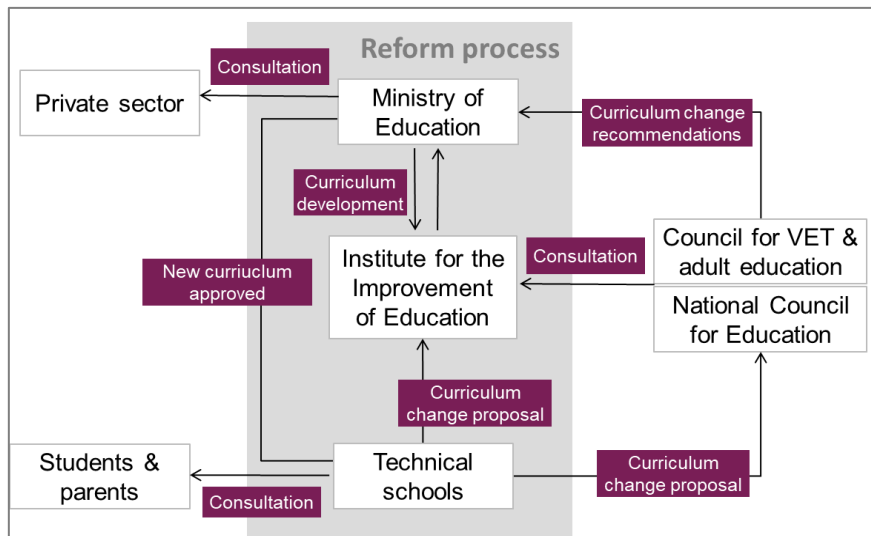 Reform process
Consultation
Private sector
Ministry of
Education
Curriculum change
recommendations
Curriculum
development
Council for VET &
adult education
Consultation
New curriuclum
approved
Institute for the
Improvement
of Education
National Council
for Education
Curriculum
change proposal
Students &
parents
Technical
schools
Curriculum
change proposal
Consultation